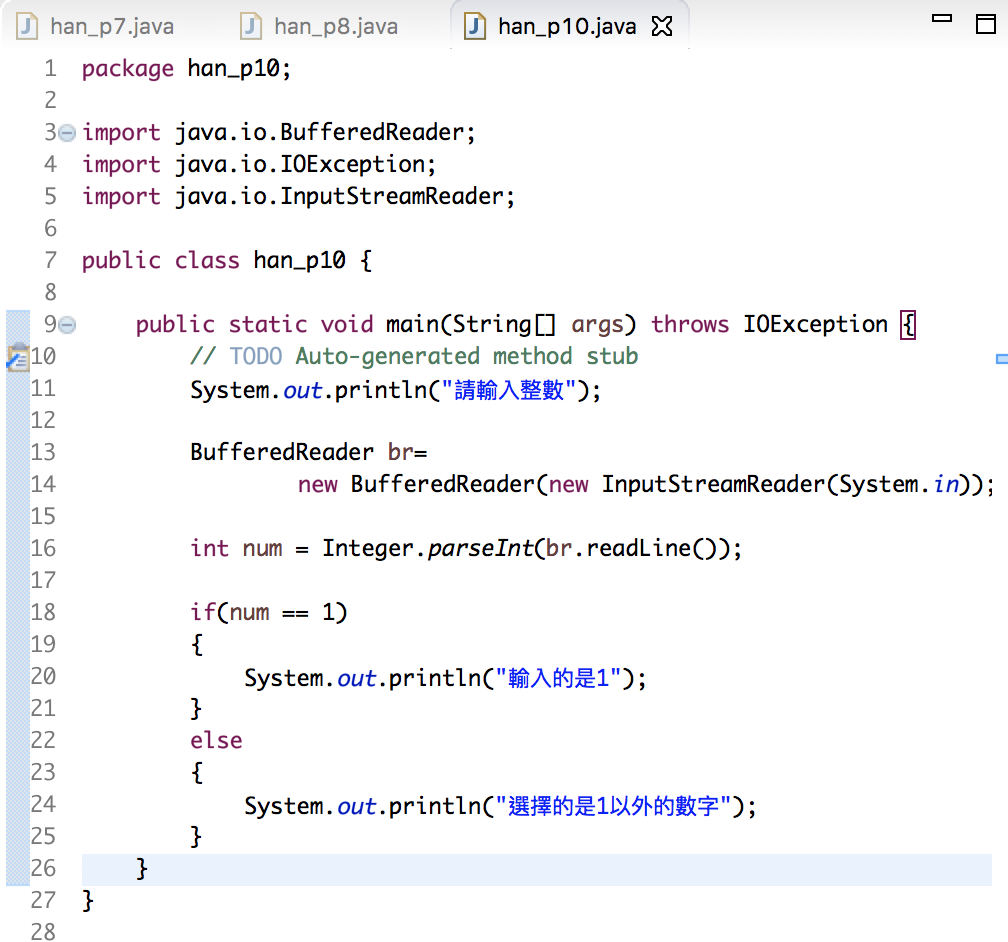 han_p7.java han_p8.java han_p10.java
1 package han_p10;
2
3 import java.io.BufferedReader;
4 import java.io.IOException;
5 import java.io.InputStreamReader;
6
7 public class han_p10 {
8
9     public static void main(String[] args) throws IOException {
10         // TODO Auto-generated method stub
11         System.out.println("請輸入整數");
12
13         BufferedReader br=
14                 new BufferedReader(new InputStreamReader(System.in));
15
16         int num = Integer.parseInt(br.readLine());
17
18         if(num == 1)
19         {
20             System.out.println("輸入的是1");
21         }
22         else
23         {
24             System.out.println("選擇的是1以外的數字");
25         }
26     }
27 }
28